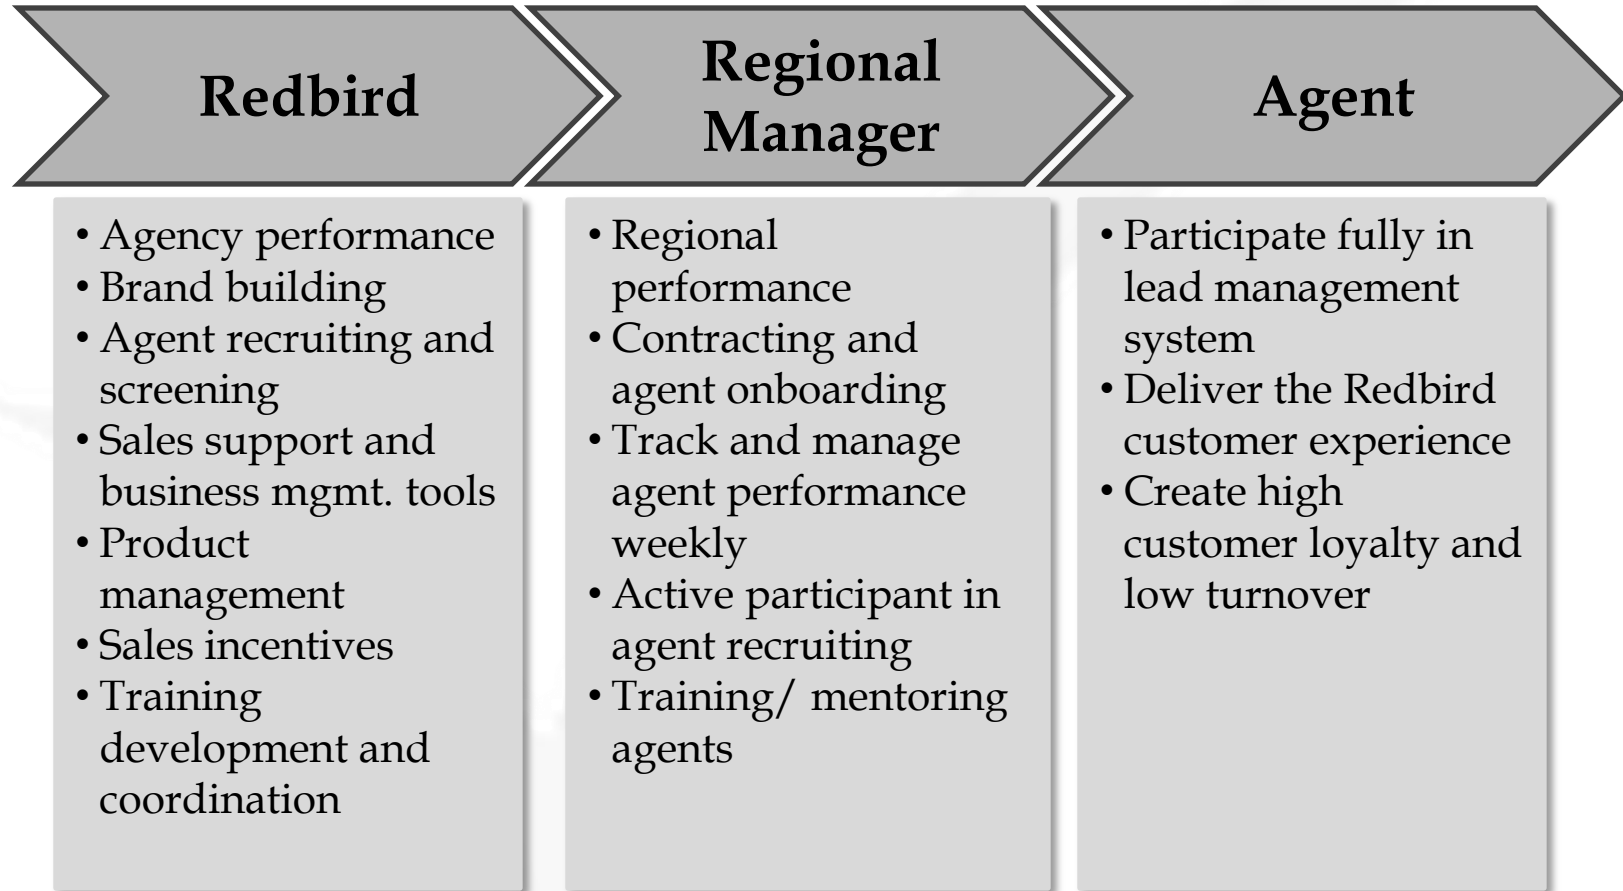 Redbird
Regional
Manager
Agent
• Agency performance
• Brand building
• Agent recruiting and
screening
• Sales support and
business mgmt. tools
• Product
management
• Sales incentives
• Training
development and
coordination
• Regional
performance
• Contracting and
agent onboarding
• Track and manage
agent performance
weekly
• Active participant in
agent recruiting
• Training/ mentoring
agents
• Participate fully in
lead management
system
• Deliver the Redbird
customer experience
• Create high
customer loyalty and
low turnover